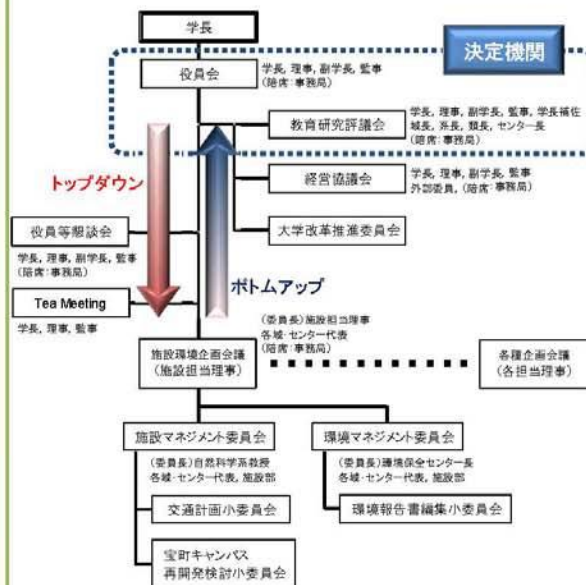 学長
決定機関
役員会
学長, 理事, 副学長, 監事
(陪席:事務局)
教育研究評議会
学長, 理事, 副学長, 監事, 学長補佐
域長, 系長, 類長, センター長
(陪席:事務局)
トップダウン
経営協議会
学長, 理事, 副学長, 監事
外部委員, (陪席:事務局)
役員等懇談会
学長, 理事, 副学長, 監事
(陪席:事務局)
大学改革推進委員会
ボトムアップ
Tea Meeting
学長, 理事, 監事
(委員長)施設担当理事
各域・センター代表
(陪席:事務局)
施設環境企画会議
(施設担当理事)
各種企画会議
(各担当理事)
施設マネジメント委員会
(委員長)自然科学系教授
各域・センター代表, 施設部
環境マネジメント委員会
(委員長)環境保全センター長
各域・センター代表, 施設部
交通計画小委員会
環境報告書編集小委員会
宝町キャンパス
再開発検討小委員会